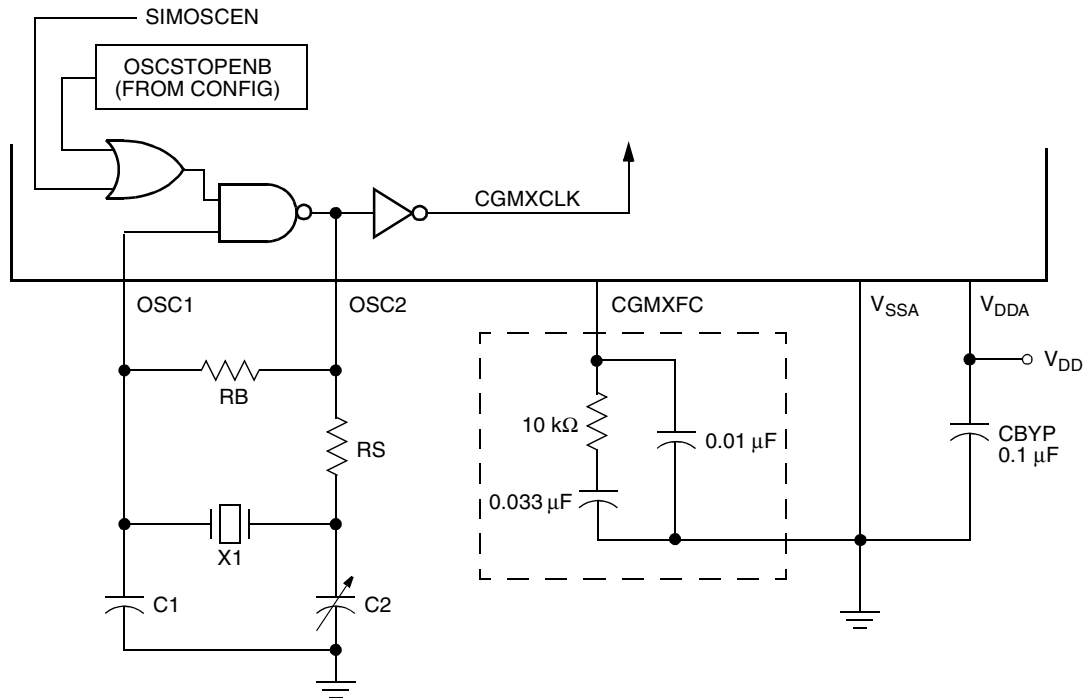 SIMOSCEN
OSCSTOPENB
(FROM CONFIG)
CGMXCLK
OSC1
OSC2
CGMXFC
VSSA
VDDA
VDD
RB
10 kΩ
0.01 µF
CBYP
0.1 µF
RS
0.033 µF
X1
C1
C2